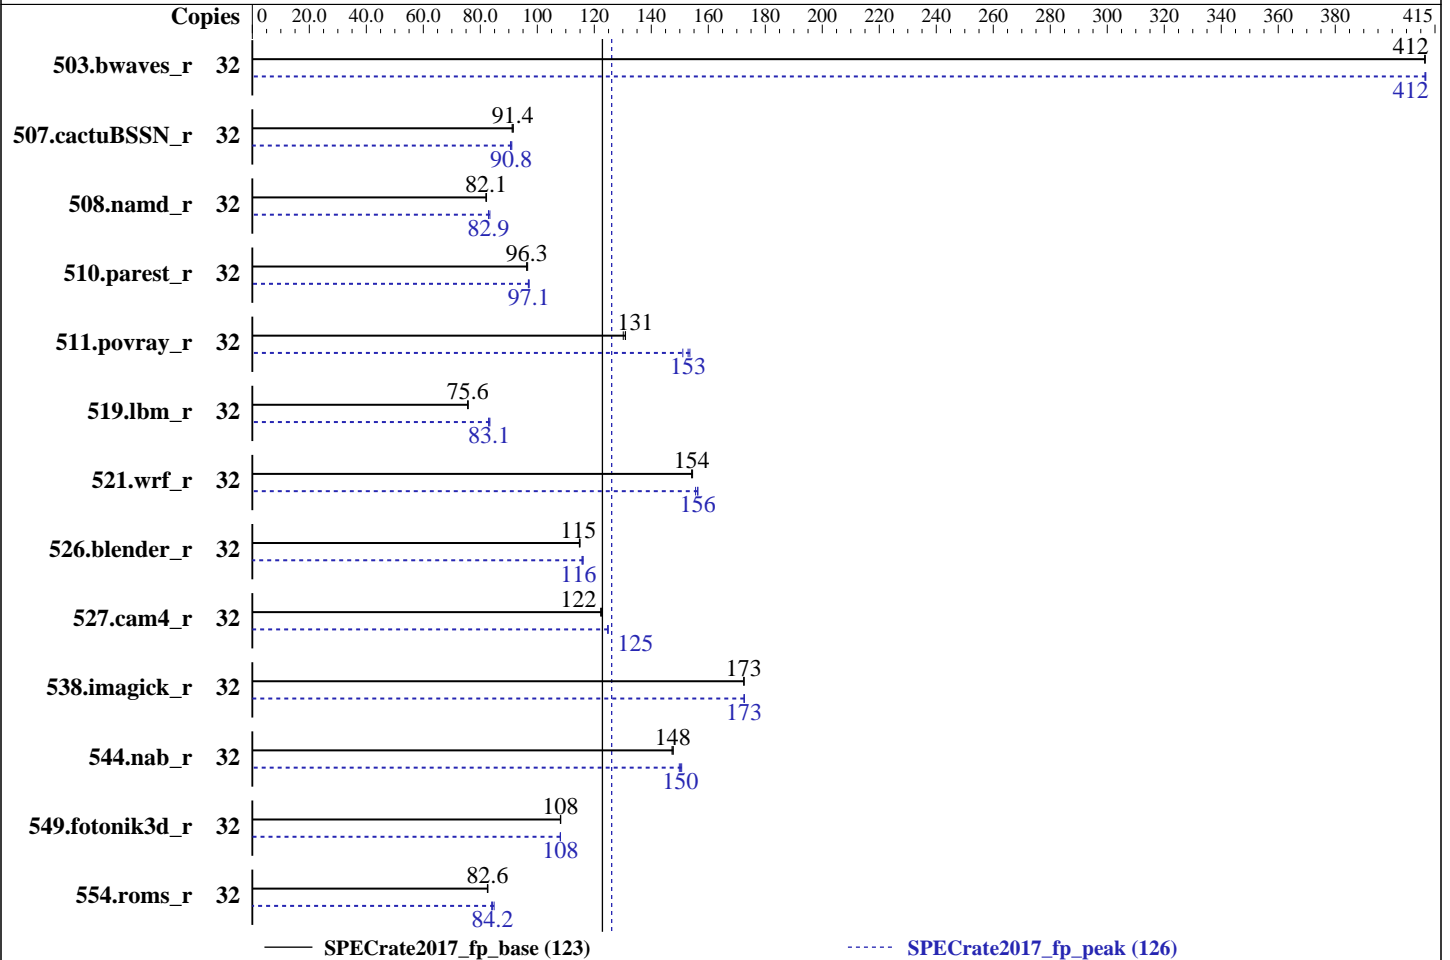 Copies 0 20.0 40.0 60.0 80.0 100 120 140 160 180 200 220 240 260 280 300 320 340 360 380 415
412
503.bwaves_r 32
412
91.4
507.cactuBSSN_r 32
90.8
82.1
508.namd_r 32
82.9
96.3
510.parest_r 32
97.1
131
511.povray_r 32
153
75.6
519.lbm_r 32
83.1
154
521.wrf_r 32
156
115
526.blender_r 32
116
122
527.cam4_r 32
125
173
538.imagick_r 32
173
148
544.nab_r 32
150
108
549.fotonik3d_r 32
108
82.6
554.roms_r 32
84.2
SPECrate2017_fp_base (123) SPECrate2017_fp_peak (126)